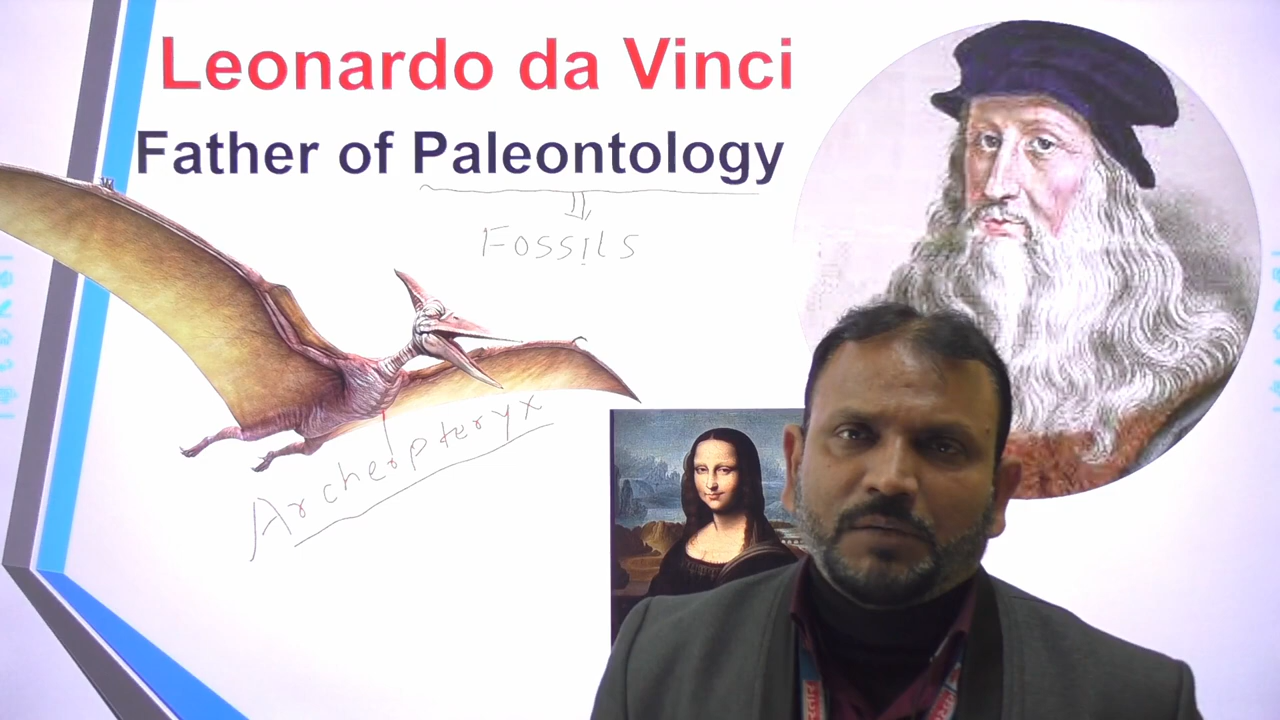 Leonardo da Vinci
Father of Paleontology
Fossils
Archeopteryx